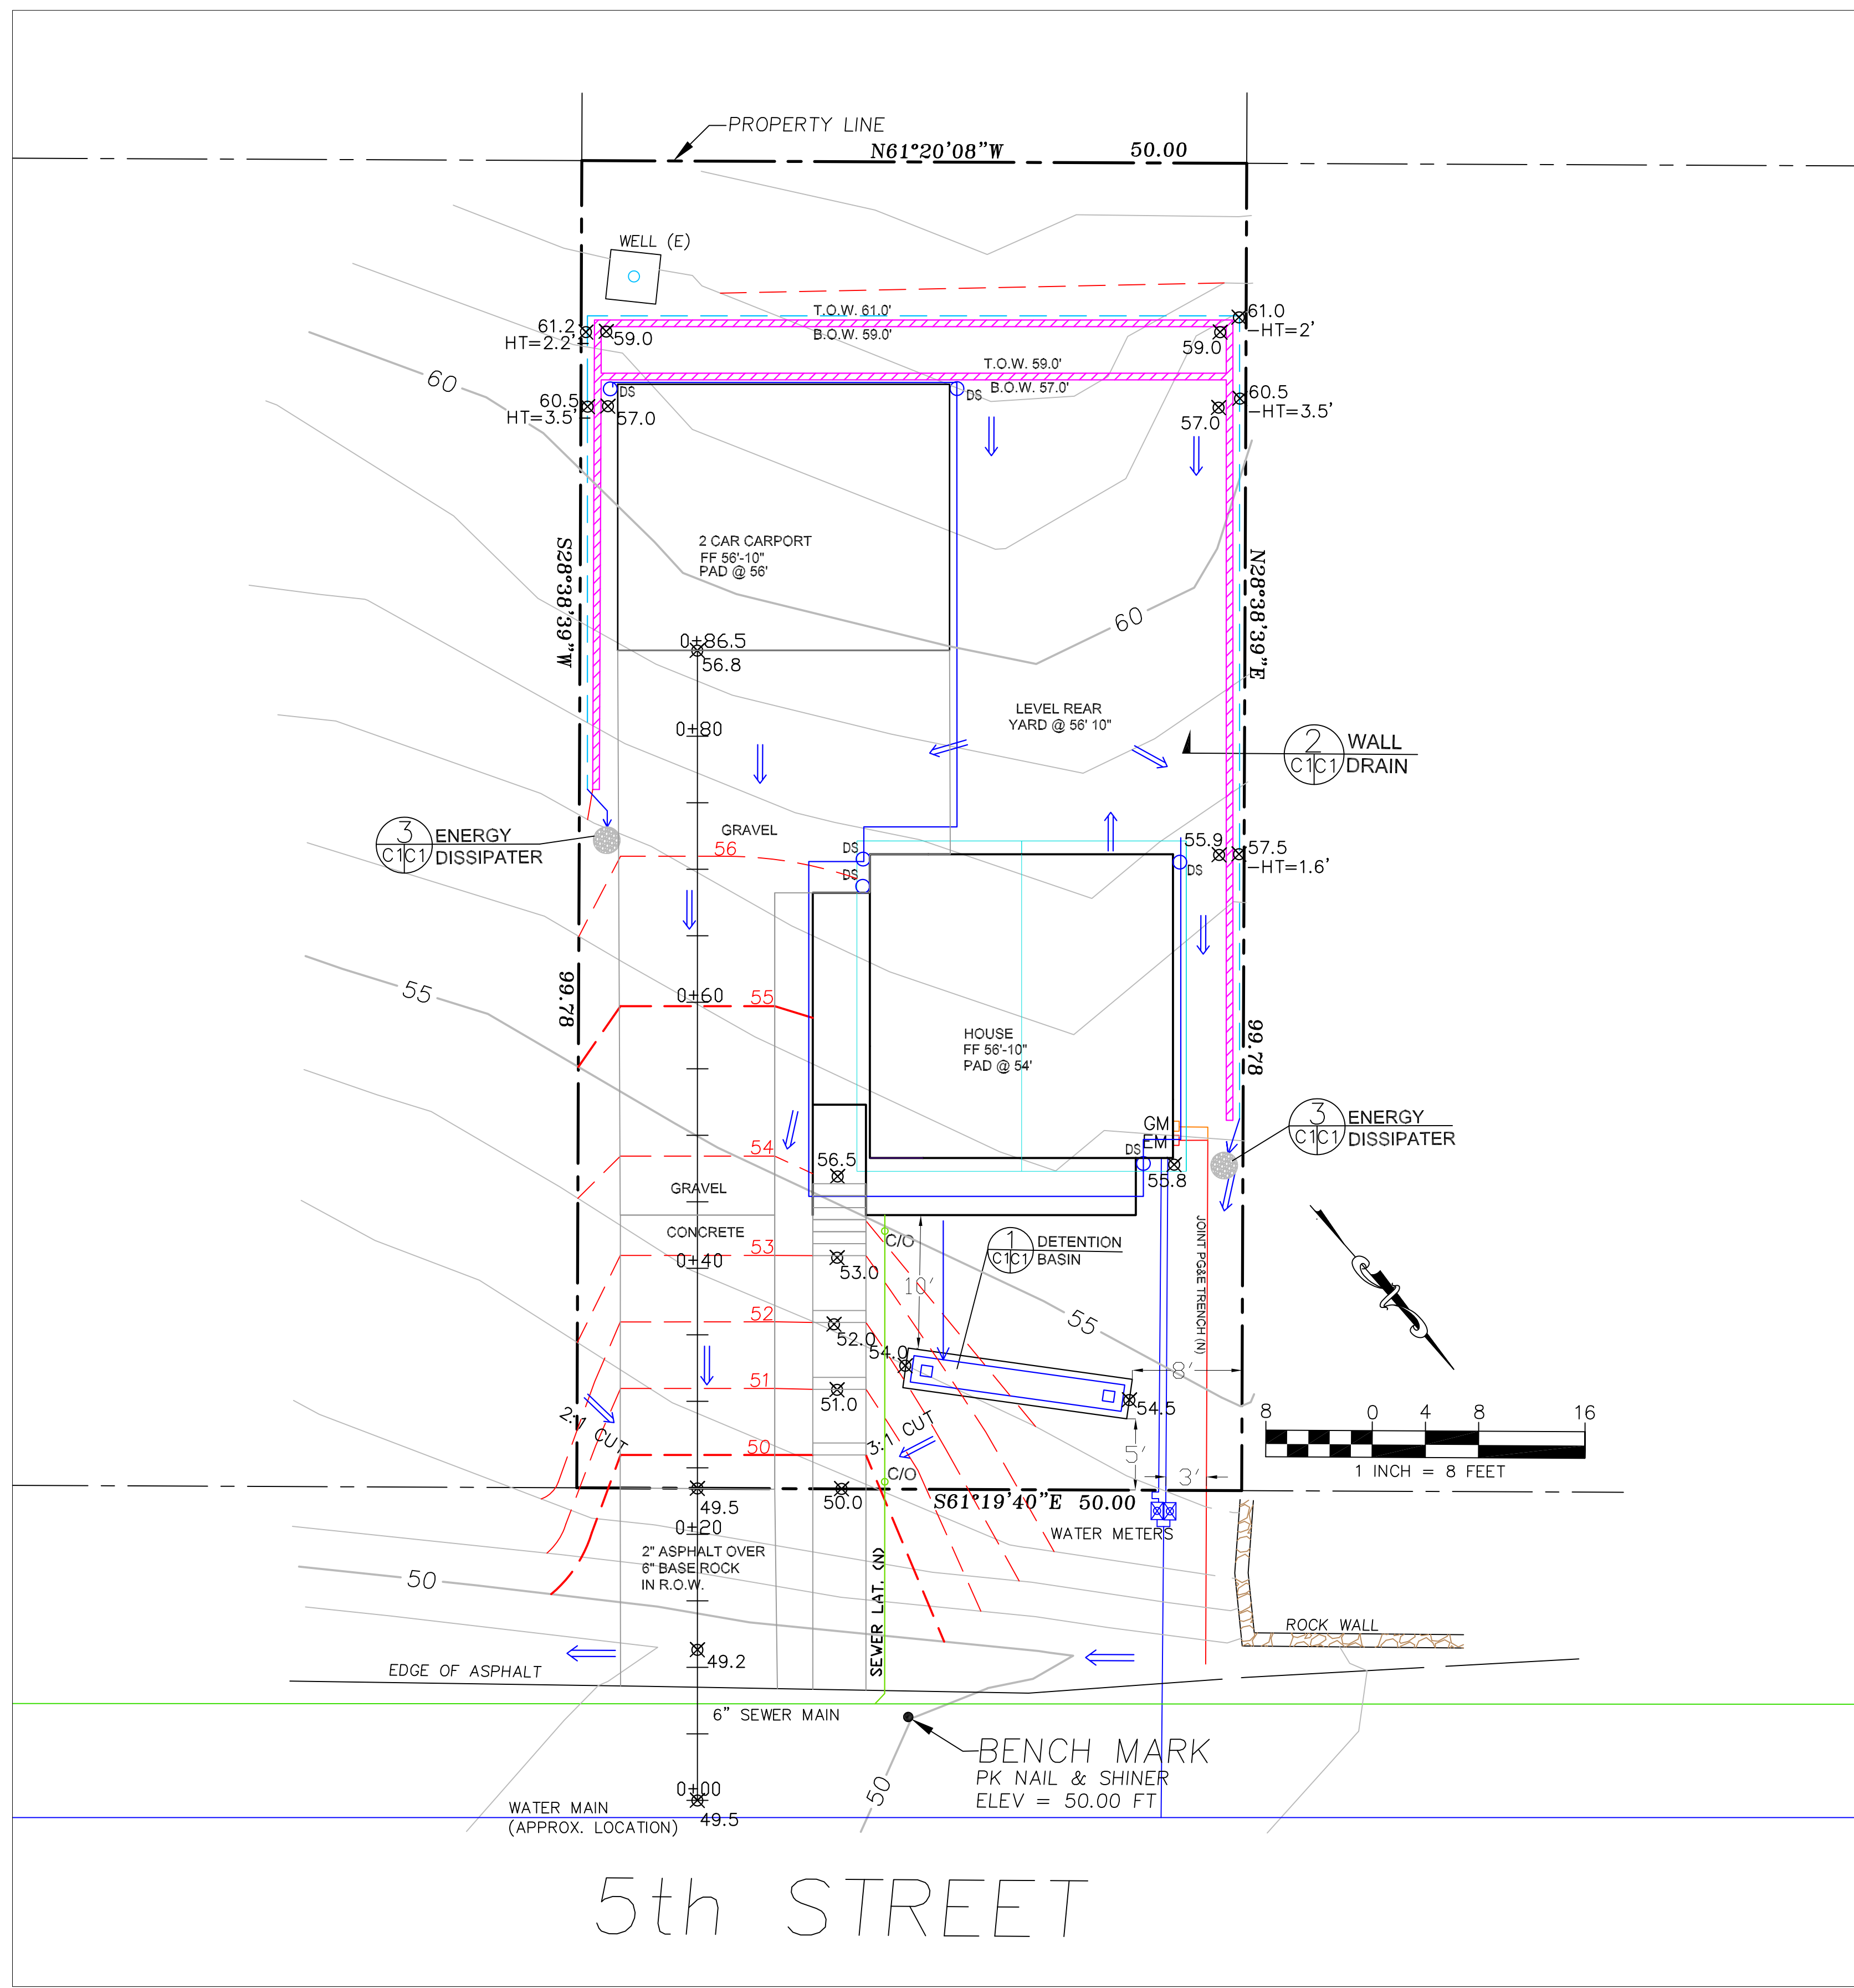 PROPERTY LINE
N61°20'08"W 50.00
WELL (E)
T.O.W. 61.0'
B.O.W. 59.0'
61.2
HT=2.2'
59.0
59.0
61.0
-HT=2'
T.O.W. 59.0'
B.O.W. 57.0'
DS
DS
60.5
HT=3.5'
57.0
57.0
60.5
-HT=3.5'
60
2 CAR CARPORT
FF 56'-10"
PAD @ 56'
S28°38'39"W
N28°38'39"E
60
0+86.5
56.8
LEVEL REAR
YARD @ 56' 10"
0+80
2
C1 C1
WALL
DRAIN
3
C1 C1
ENERGY
DISSIPATER
GRAVEL
56
DS
DS
DS
55.9
57.5
-HT=1.6'
55
99.78
0+60
55
HOUSE
FF 56'-10"
PAD @ 54'
99.78
GM
EM
DS
55.8
3
C1 C1
ENERGY
DISSIPATER
54
56.5
GRAVEL
CONCRETE
53
0+40
53.0
C/O
10'
1
C1 C1
DETENTION
BASIN
JOINT PG&E TRENCH (N)
52
52.0
54.0
55
8'
51
51.0
54.5
2:1 CUT
3:1 CUT
50
C/O
5'
3'
8 0 4 8 16
1 INCH = 8 FEET
49.5
50.0
S61°19'40"E 50.00
0+20
WATER METERS
2" ASPHALT OVER
6" BASE ROCK
IN R.O.W.
50
SEWER LAT. (N)
ROCK WALL
49.2
EDGE OF ASPHALT
6" SEWER MAIN
BENCH MARK
PK NAIL & SHINER
ELEV = 50.00 FT
50
0+00
49.5
WATER MAIN
(APPROX. LOCATION)
5th STREET